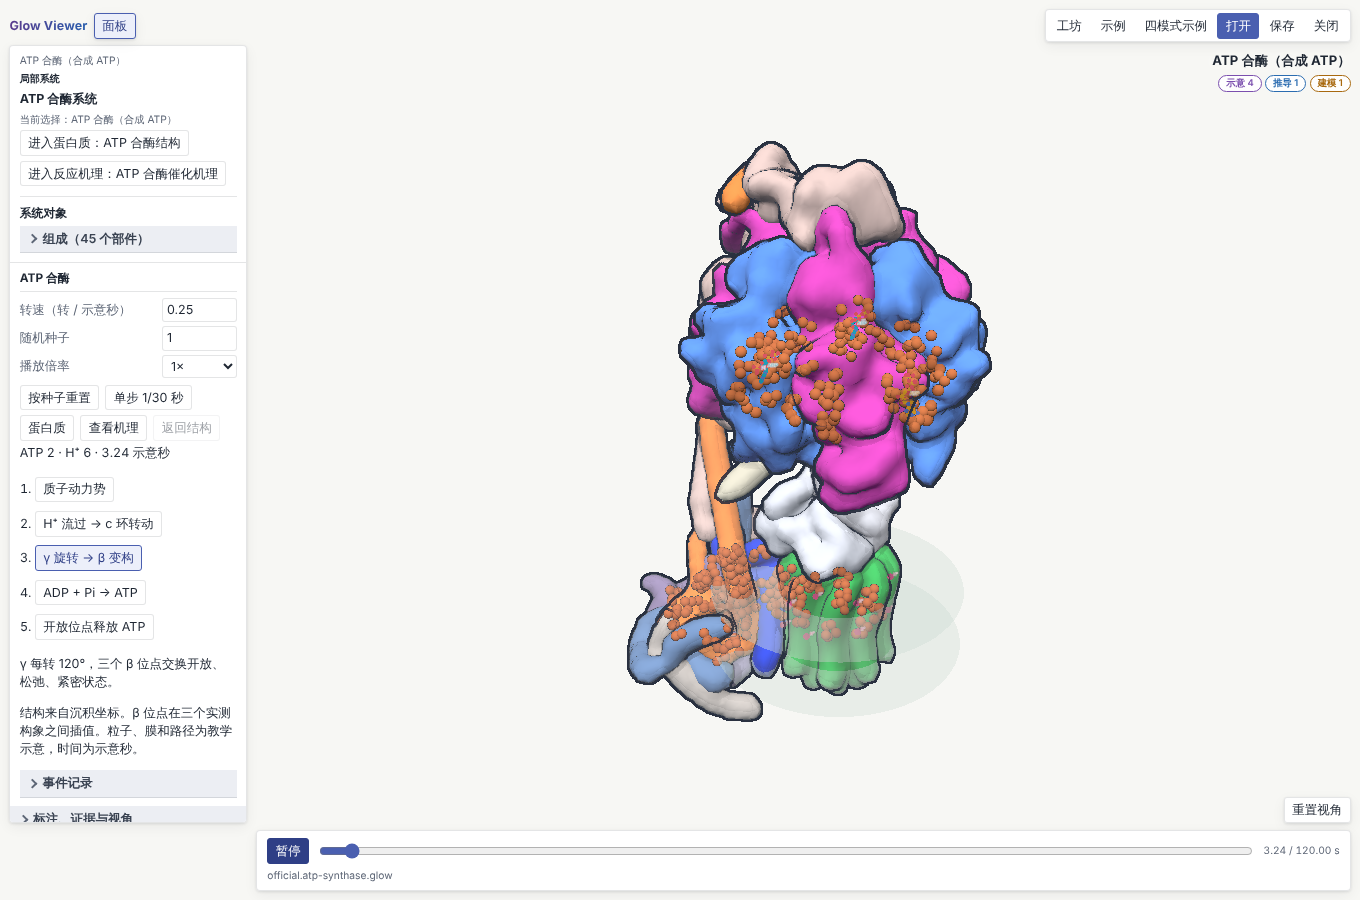 Glow Viewer 面板
工坊 示例 四模式示例 打开 保存 关闭
ATP 合酶（合成 ATP）
示意 4 推导 1 建模 1
ATP 合酶（合成 ATP）
局部系统
ATP 合酶系统
当前选择：ATP 合酶（合成 ATP）
进入蛋白质：ATP 合酶结构
进入反应机理：ATP 合酶催化机理
系统对象
组成（45 个部件）
ATP 合酶
转速（转 / 示意秒） 0.25
随机种子 1
播放倍率 1×
按种子重置 单步 1/30 秒
蛋白质 查看机理 返回结构
ATP 2 · H⁺ 6 · 3.24 示意秒
1. 质子动力势
2. H⁺ 流过 → c 环转动
3. γ 旋转 → β 变构
4. ADP + Pi → ATP
5. 开放位点释放 ATP
γ 每转 120°，三个 β 位点交换开放、
松弛、紧密状态。
结构来自沉积坐标。β 位点在三个实测
构象之间插值。粒子、膜和路径为教学
示意，时间为示意秒。
事件记录
标注、证据与视角
重置视角
暂停 3.24 / 120.00 s
official.atp-synthase.glow